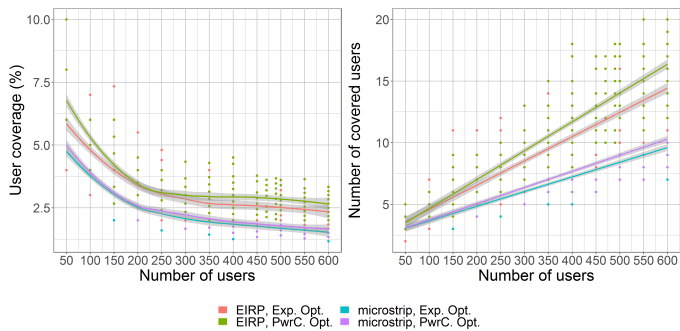 10.0
7.5
5.0
2.5
User coverage (%)
50 100 150 200 250 300 350 400 450 500 550 600
Number of users
20
15
10
5
Number of covered users
50 100 150 200 250 300 350 400 450 500 550 600
Number of users
EIRP, Exp. Opt. microstrip, Exp. Opt.
EIRP, PwrC. Opt. microstrip, PwrC. Opt.